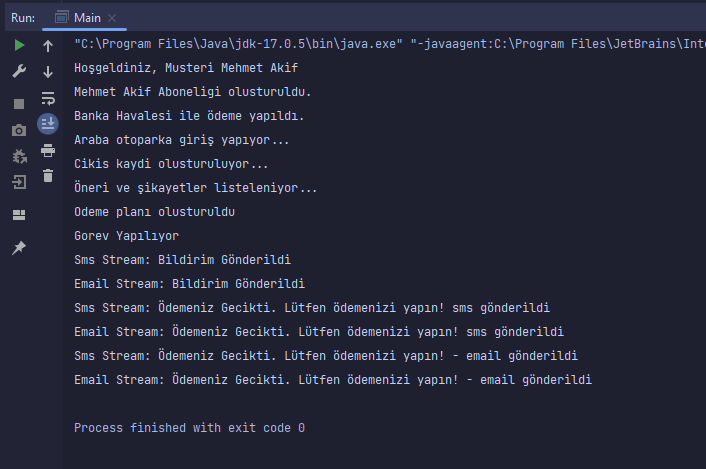 Run: Main
"C:\Program Files\Java\jdk-17.0.5\bin\java.exe" "-javaagent:C:\Program Files\JetBrains\Inte
Hoşgeldiniz, Musteri Mehmet Akif
Mehmet Akif Aboneligi olusturuldu.
Banka Havalesi ile ödeme yapıldı.
Araba otoparka giriş yapıyor...
Cikis kaydi olusturuluyor...
Öneri ve şikayetler listeleniyor...
Odeme planı olusturuldu
Gorev Yapılıyor
Sms Stream: Bildirim Gönderildi
Email Stream: Bildirim Gönderildi
Sms Stream: Ödemeniz Gecikti. Lütfen ödemenizi yapın! sms gönderildi
Email Stream: Ödemeniz Gecikti. Lütfen ödemenizi yapın! sms gönderildi
Sms Stream: Ödemeniz Gecikti. Lütfen ödemenizi yapın! - email gönderildi
Email Stream: Ödemeniz Gecikti. Lütfen ödemenizi yapın! - email gönderildi
Process finished with exit code 0